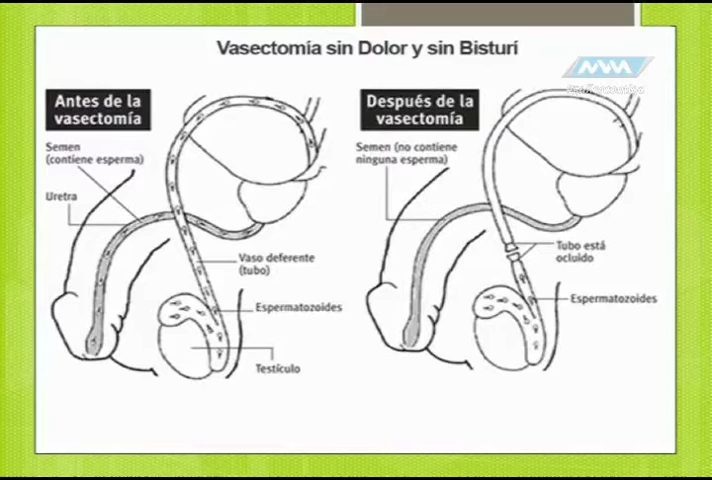 Vasectomía sin Dolor y sin Bisturí
Antes de la
vasectomía
Semen
(contiene esperma)
Uretra
Vaso deferente
(tubo)
Espermatozoides
Testículo
Después de la
vasectomía
Semen (no contiene
ninguna esperma)
Tubo está
ocluido
Espermatozoides